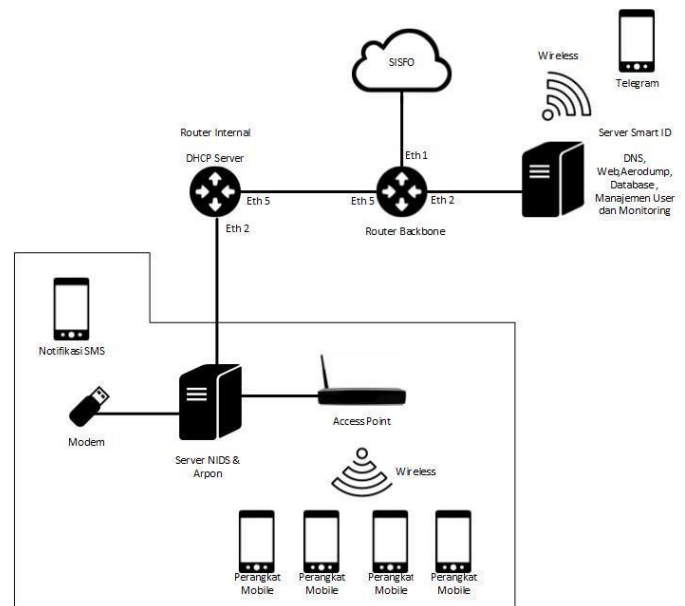 SISFO
Wireless
Telegram
Router Internal
DHCP Server
Eth 1
Server Smart ID
DNS,
Web,Aerodump,
Database,
Manajemen User
dan Monitoring
Eth 5
Eth 5
Eth 2
Eth 2
Router Backbone
Notifikasi SMS
Modem
Server NIDS &
Arpon
Access Point
Wireless
Perangkat
Mobile
Perangkat
Mobile
Perangkat
Mobile
Perangkat
Mobile